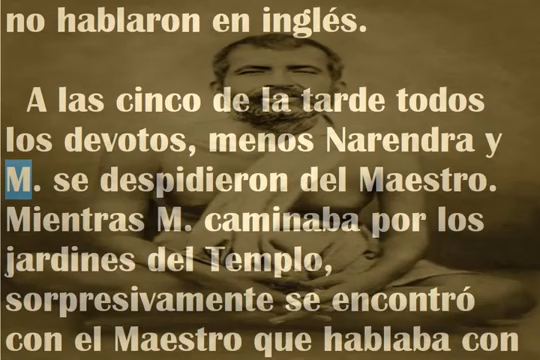 no hablaron en inglés.
A las cinco de la tarde todos
los devotos, menos Narendra y
M. se despidieron del Maestro.
Mientras M. caminaba por los
jardines del Templo,
sorpresivamente se encontró
con el Maestro que hablaba con